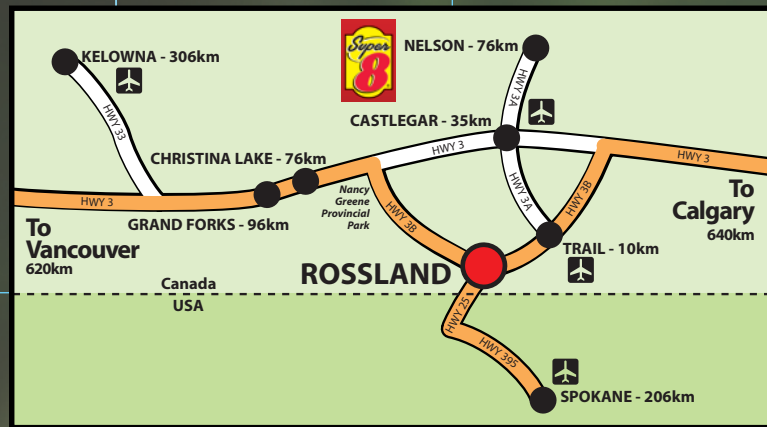 Super
8
NELSON - 76km
KELOWNA - 306km
HWY 3A
HWY 33
CASTLEGAR - 35km
HWY 3
HWY 3
CHRISTINA LAKE - 76km
Nancy
Greene
Provincial
Park
HWY 3A
HWY 3B
To
Calgary
640km
HWY 3
GRAND FORKS - 96km
HWY 3B
To
Vancouver
620km
TRAIL - 10km
ROSSLAND
Canada
USA
HWY 25
HWY 395
SPOKANE - 206km